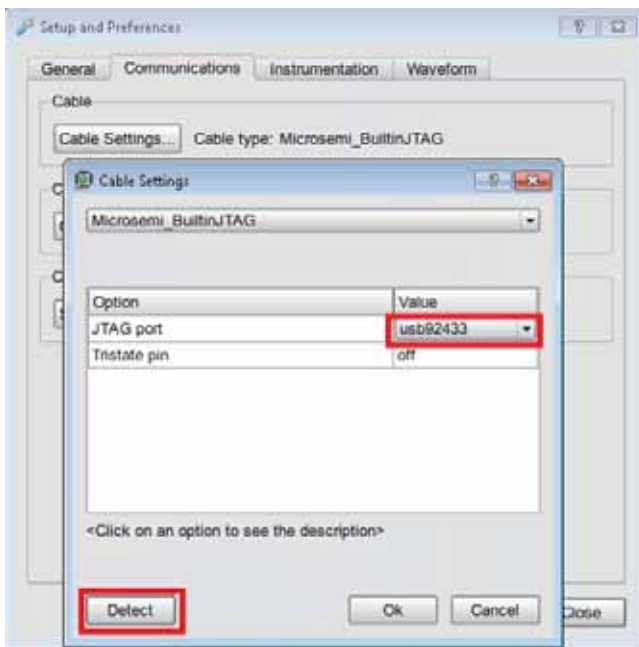 Setup and Preferences
General Communications Instrumentation Waveform
Cable
Cable Settings... Cable type: Microsemi_BuiltinJTAG
Cable Settings
Microsemi_BuiltinJTAG
Option Value
JTAG port usb92433
Tristate pin off
<Click on an option to see the description>
Detect Ok Cancel Close